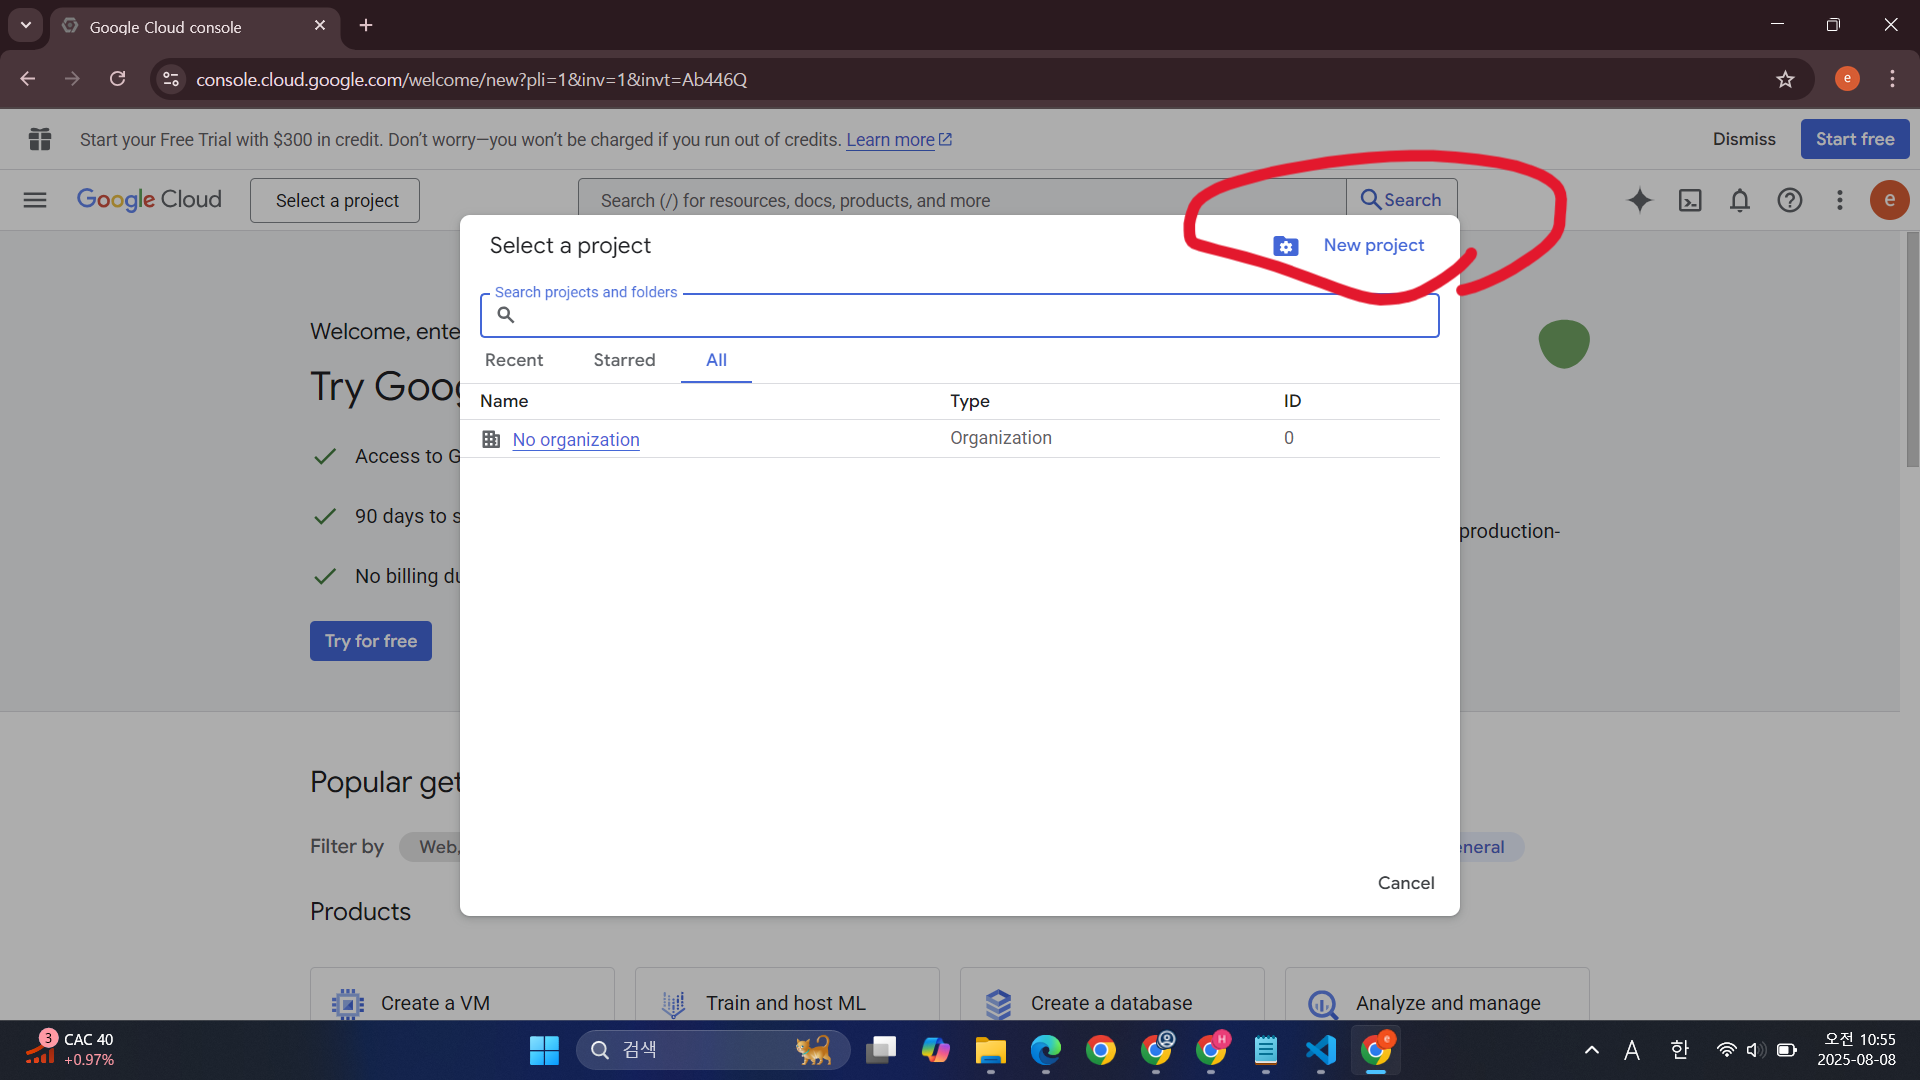 Google Cloud console
console.cloud.google.com/welcome/new?pli=1&inv=1&invt=Ab446Q
e
Start your Free Trial with $300 in credit. Don't worry—you won't be charged if you run out of credits. Learn more
Dismiss
Start free
Google Cloud
Select a project
Search (/) for resources, docs, products, and more
Search
e
Select a project
New project
Search projects and folders
Recent
Starred
All
Name
Type
ID
No organization
Organization
0
Cancel
Welcome, ente
Try Goog
Access to G
90 days to s
No billing du
production-
Try for free
Popular get
Filter by
Web,
eneral
Products
Create a VM
Train and host ML
Create a database
Analyze and manage
3
CAC 40
+0.97%
검색
H
e
A
한
오전 10:55
2025-08-08